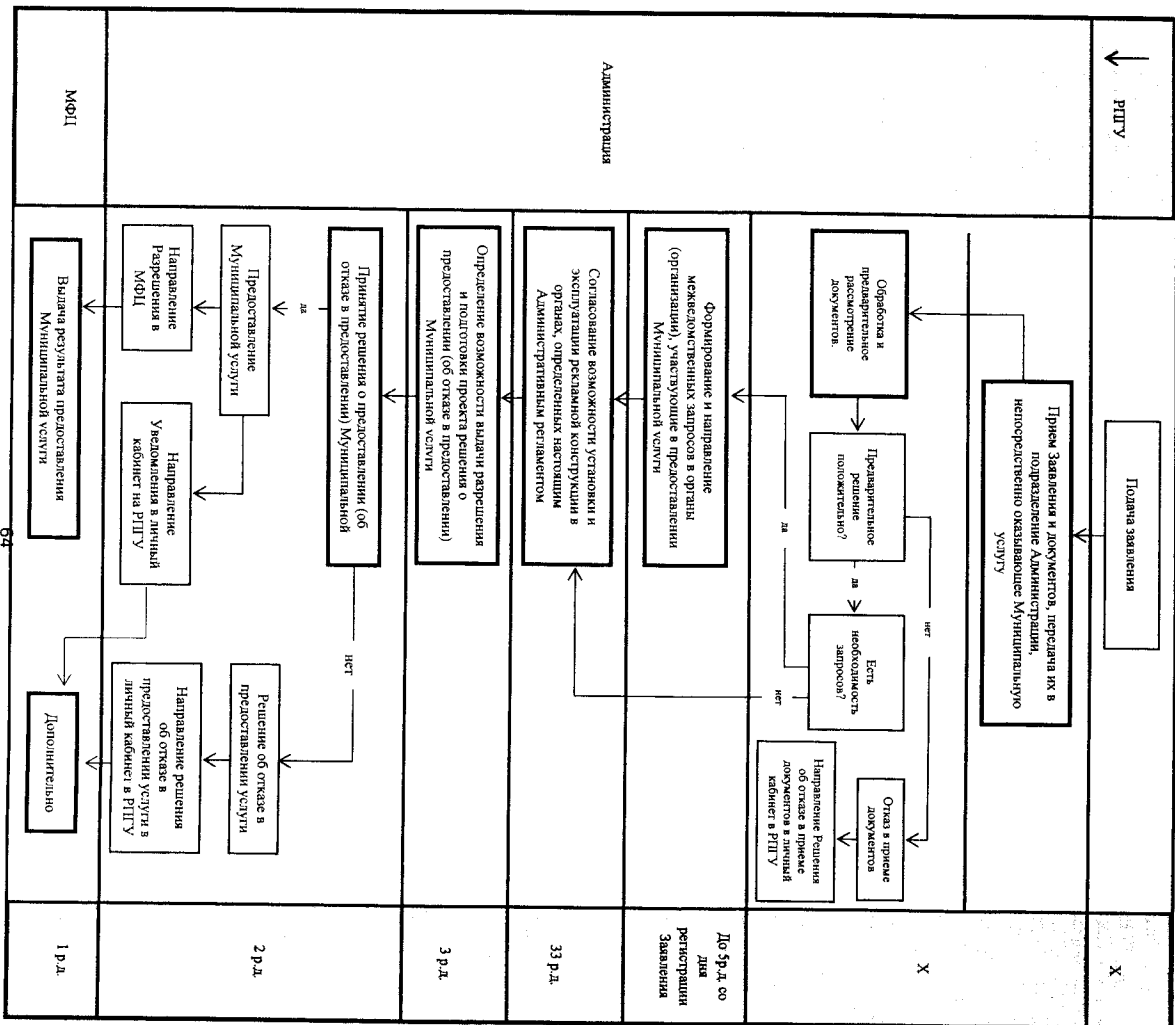 РПГУ
Подача заявления
X
Администрация
Прием Заявления и документов, передача их в
подразделение Администрации,
непосредственно оказывающее Муниципальную
услугу
X
Обработка и
предварительное
рассмотрение
документов.
Предварительное
решение
положительно?
да
нет
Есть
необходимость
запросов?
да
нет
Отказ в приеме
документов
Направление Решения
об отказе в приеме
документов в личный
кабинет в РПГУ
Формирование и направление
межведомственных запросов в органы
(организации), участвующие в предоставлении
Муниципальной услуги
До 5р.д. со
дня
регистрации
Заявления
Согласование возможности установки и
эксплуатации рекламной конструкции в
органах, определенных настоящим
Административным регламентом
33 р.д.
Определение возможности выдачи разрешения
и подготовки проекта решения о
предоставлении (об отказе в предоставлении)
Муниципальной услуги
3 р.д.
Принятие решения о предоставлении (об
отказе в предоставлении) Муниципальной
да
нет
Предоставление
Муниципальной услуги
Решение об отказе в
предоставлении услуги
2 р.д.
Направление
Разрешения в
МФЦ
Направление
Уведомления в личный
кабинет на РПГУ
Направление решения
об отказе в
предоставлении услуги в
личный кабинет в РПГУ
МФЦ
Выдача результата предоставления
Муниципальной услуги
Дополнительно
1 р.д.
64